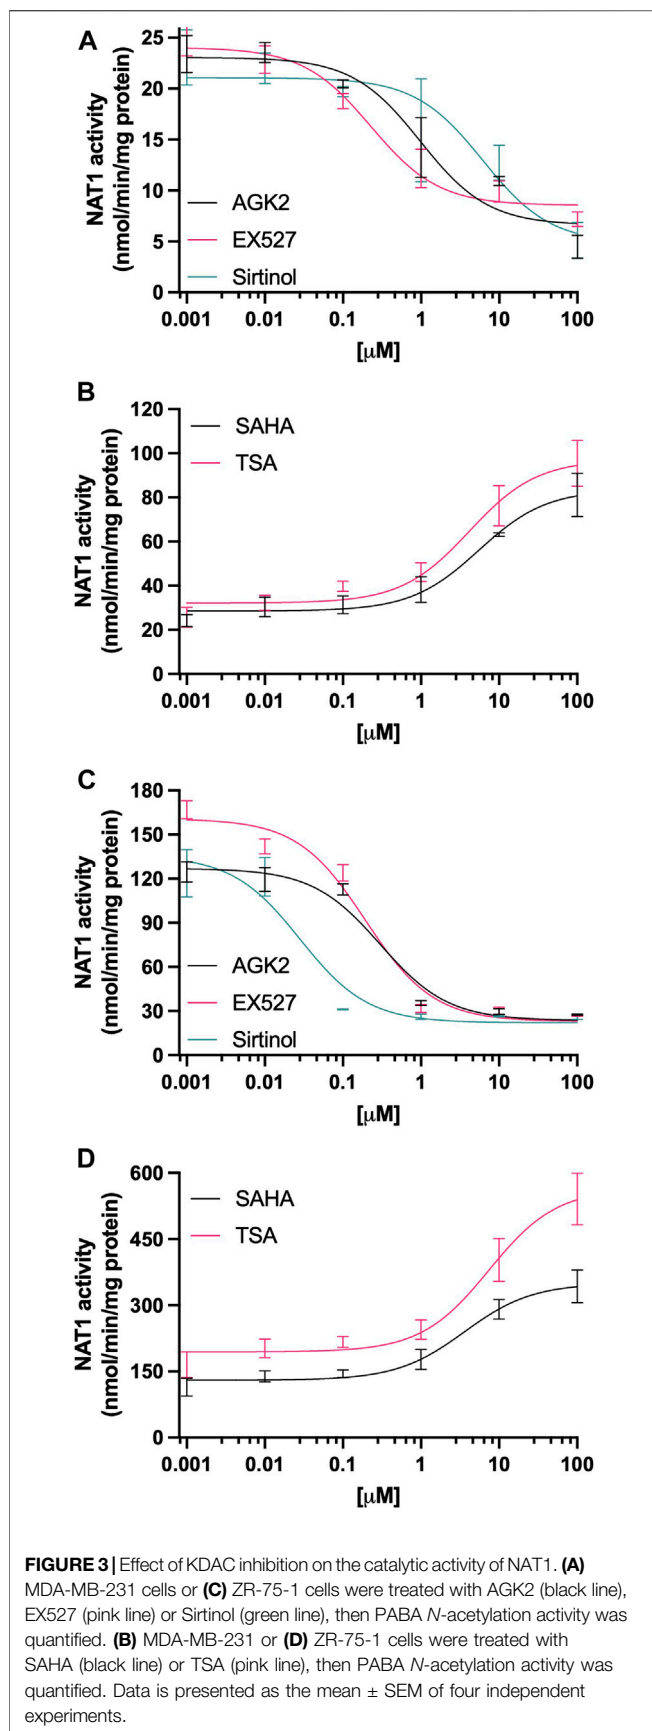 A
25
20
15
10
5
0
NAT1 activity
(nmol/min/mg protein)
AGK2
EX527
Sirtinol
0.001 0.01 0.1 1 10 100
[μM]
B
120
100
80
60
40
20
0
NAT1 activity
(nmol/min/mg protein)
SAHA
TSA
0.001 0.01 0.1 1 10 100
[μM]
C
180
150
120
90
60
30
0
NAT1 activity
(nmol/min/mg protein)
AGK2
EX527
Sirtinol
0.001 0.01 0.1 1 10 100
[μM]
D
600
450
300
150
0
NAT1 activity
(nmol/min/mg protein)
SAHA
TSA
0.001 0.01 0.1 1 10 100
[μM]
FIGURE 3 | Effect of KDAC inhibition on the catalytic activity of NAT1. (A)
MDA-MB-231 cells or (C) ZR-75-1 cells were treated with AGK2 (black line),
EX527 (pink line) or Sirtinol (green line), then PABA N-acetylation activity was
quantified. (B) MDA-MB-231 or (D) ZR-75-1 cells were treated with
SAHA (black line) or TSA (pink line), then PABA N-acetylation activity was
quantified. Data is presented as the mean ± SEM of four independent
experiments.